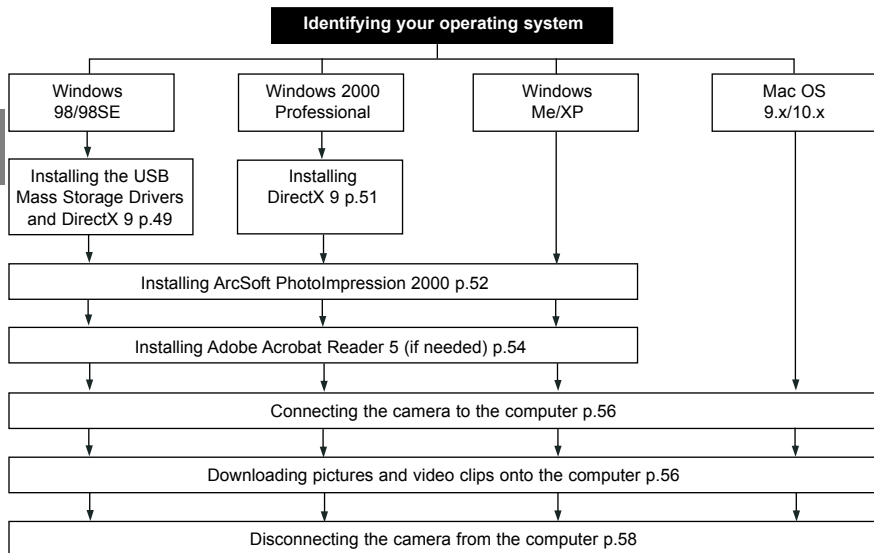 Identifying your operating system
Windows
98/98SE
Windows 2000
Professional
Windows
Me/XP
Mac OS
9.x/10.x
Installing the USB
Mass Storage Drivers
and DirectX 9 p.49
Installing
DirectX 9 p.51
Installing ArcSoft PhotoImpression 2000 p.52
Installing Adobe Acrobat Reader 5 (if needed) p.54
Connecting the camera to the computer p.56
Downloading pictures and video clips onto the computer p.56
Disconnecting the camera from the computer p.58